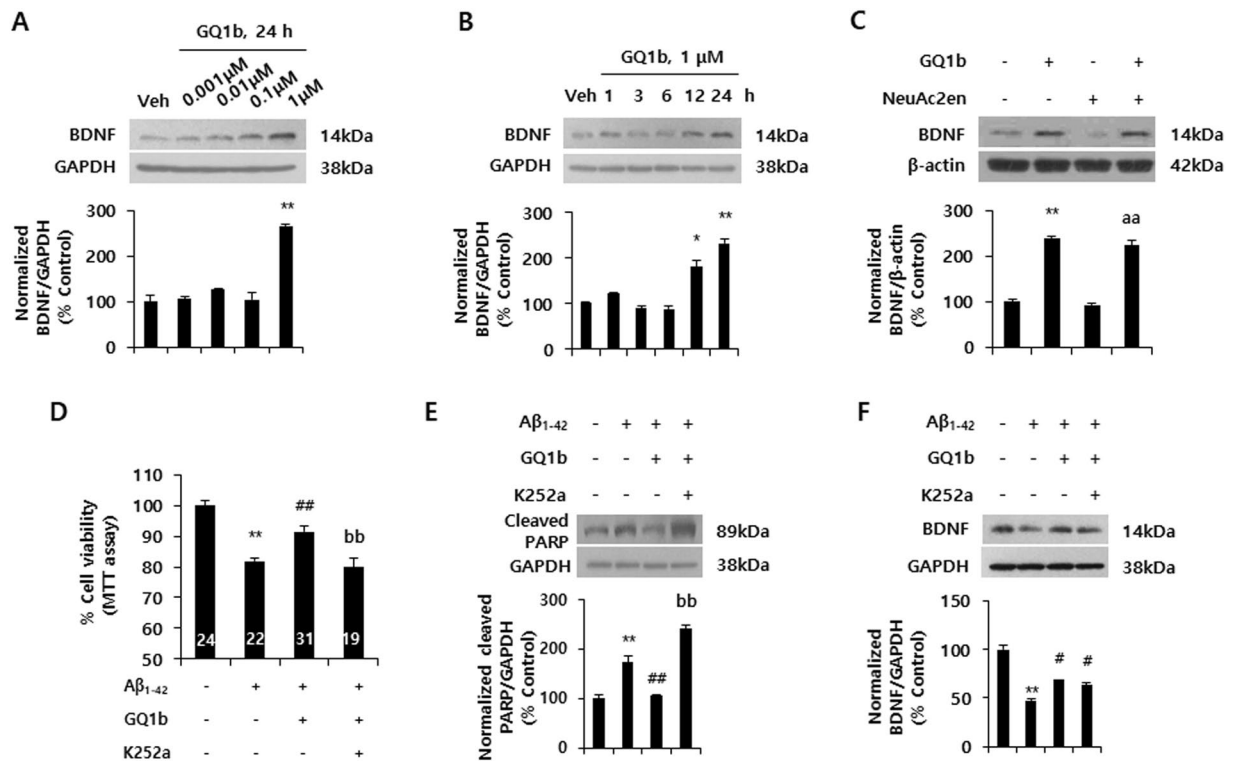 A
GQ1b, 24 h
Veh 0.001μM 0.01μM 0.1μM 1μM
BDNF 14kDa
GAPDH 38kDa
Normalized BDNF/GAPDH (% Control)
300
200
100
0
**
B
GQ1b, 1 μM
Veh 1 3 6 12 24 h
BDNF 14kDa
GAPDH 38kDa
Normalized BDNF/GAPDH (% Control)
300
200
100
0
* **
C
GQ1b - + - +
NeuAc2en - - + +
BDNF 14kDa
β-actin 42kDa
Normalized BDNF/β-actin (% Control)
300
200
100
0
** aa
D
% Cell viability (MTT assay)
110
100
90
80
70
60
50
** ## bb
24 22 31 19
Aβ1-42 - + + +
GQ1b - - + +
K252a - - - +
E
Aβ1-42 - + + +
GQ1b - - + +
K252a - - - +
Cleaved PARP 89kDa
GAPDH 38kDa
Normalized cleaved PARP/GAPDH (% Control)
300
200
100
0
** ## bb
F
Aβ1-42 - + + +
GQ1b - - + +
K252a - - - +
BDNF 14kDa
GAPDH 38kDa
Normalized BDNF/GAPDH (% Control)
150
100
50
0
** # #